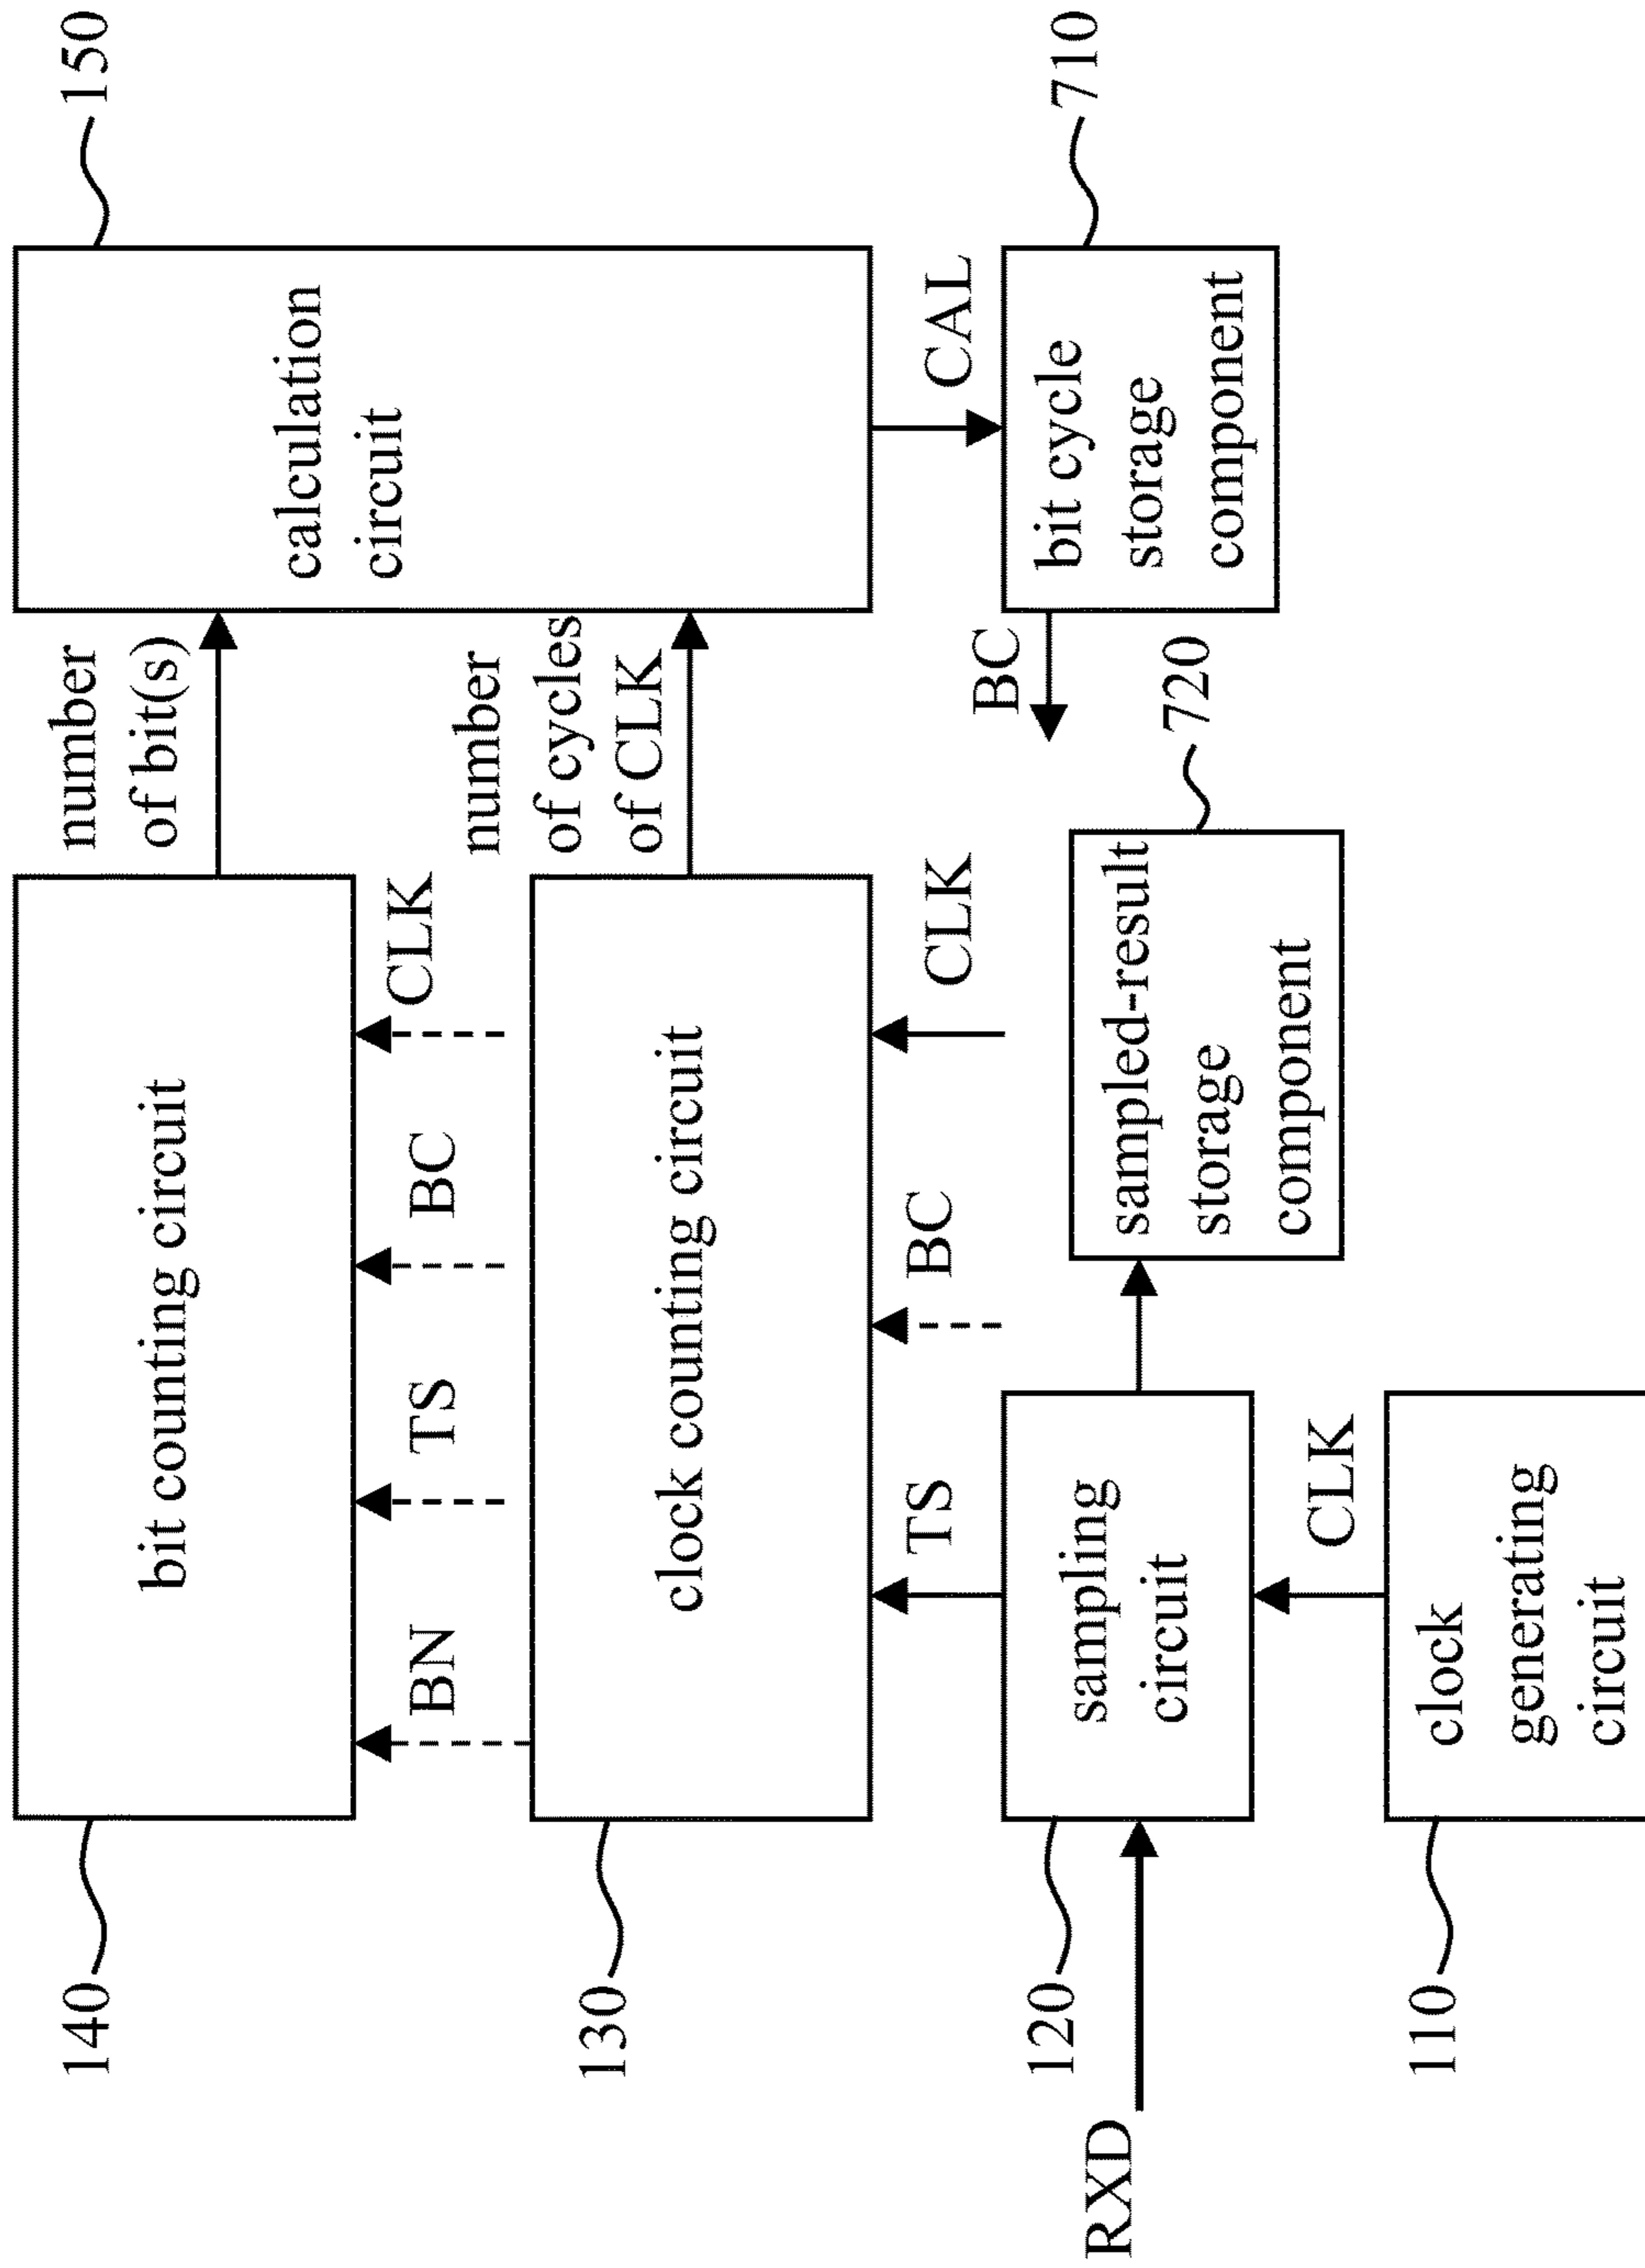 140
bit counting circuit
number
of bit(s)
calculation
circuit
150
BN
TS
BC
CLK
130
clock counting circuit
number
of cycles
of CLK
TS
BC
CLK
CAL
RXD
120
sampling
circuit
sampled-result
storage
component
720
BC
bit cycle
storage
component
710
CLK
110
clock
generating
circuit